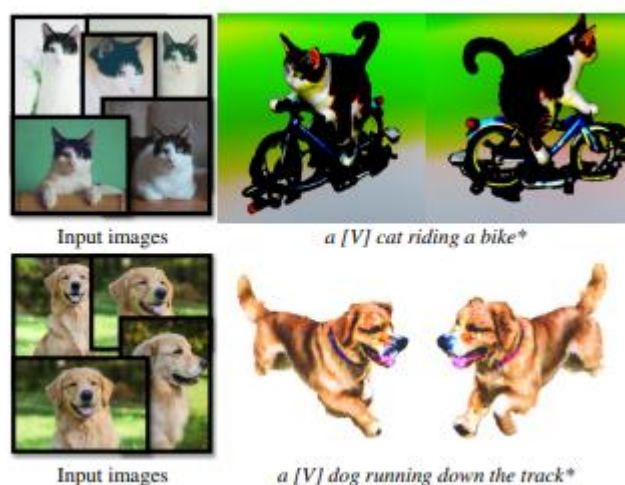 Input images
a [V] cat riding a bike*
Input images
a [V] dog running down the track*